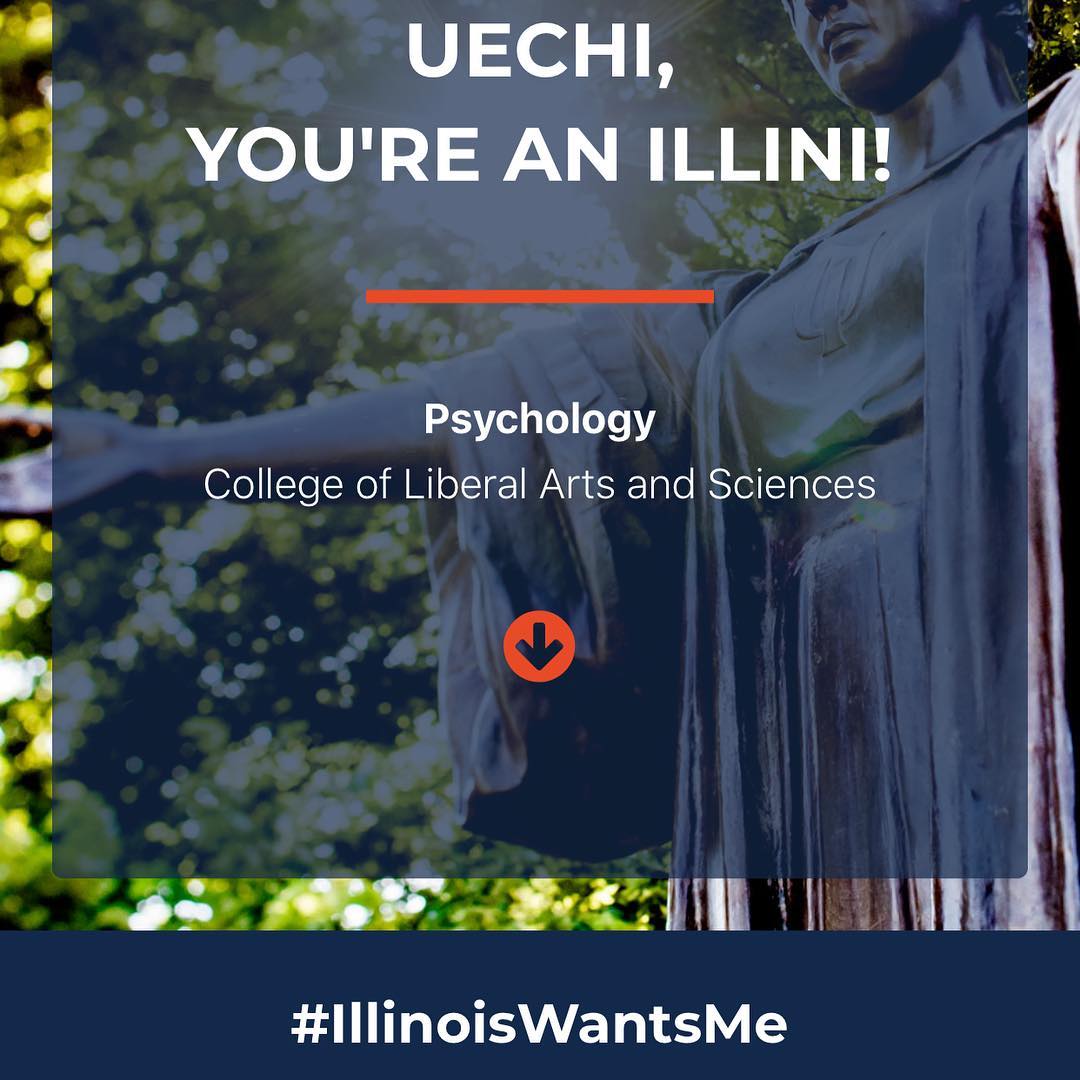 UECHI,
YOU'RE AN ILLINI!
Psychology
College of Liberal Arts and Sciences
#IllinoisWantsMe